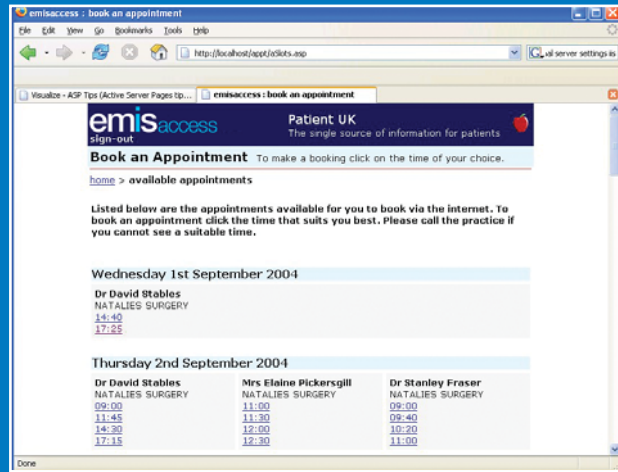 emisaccess : book an appointment
File Edit View Go Bookmarks Tools Help
http://localhost/appt/aSlots.asp
G ial server settings is
Visualize - ASP Tips (Active Server Pages tip...
emisaccess : book an appointment
emisaccess
sign-out
Patient UK
The single source of information for patients
Book an Appointment To make a booking click on the time of your choice.
home > available appointments
Listed below are the appointments available for you to book via the internet. To
book an appointment click the time that suits you best. Please call the practice if
you cannot see a suitable time.
Wednesday 1st September 2004
Dr David Stables
NATALIES SURGERY
14:40
17:25
Thursday 2nd September 2004
Dr David Stables
NATALIES SURGERY
09:00
11:45
14:30
17:15
Mrs Elaine Pickersgill
NATALIES SURGERY
11:00
11:30
12:00
12:30
Dr Stanley Fraser
NATALIES SURGERY
09:00
09:40
10:20
11:00
Done